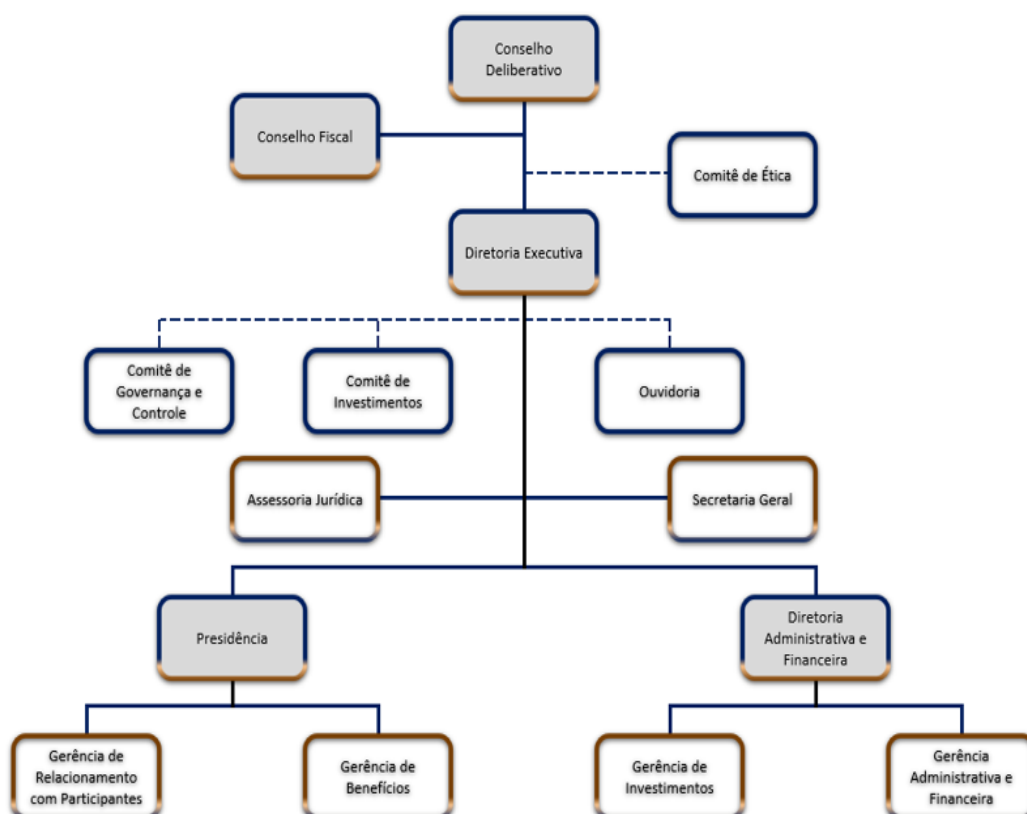 Conselho
Deliberativo
Conselho Fiscal
Comitê de Ética
Diretoria Executiva
Comitê de
Governança e
Controle
Comitê de
Investimentos
Ouvidoria
Assessoria Jurídica
Secretaria Geral
Presidência
Diretoria
Administrativa e
Financeira
Gerência de
Relacionamento
com Participantes
Gerência de
Benefícios
Gerência de
Investimentos
Gerência
Administrativa e
Financeira